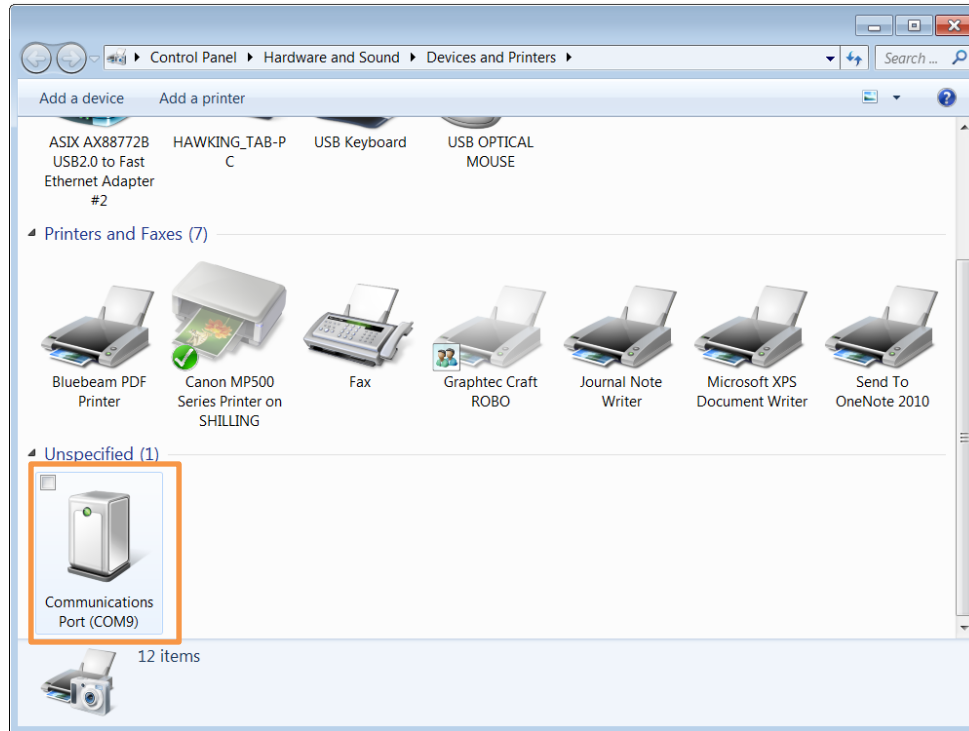 Control Panel Hardware and Sound Devices and Printers Search ...
Add a device Add a printer
ASIX AX88772B
USB2.0 to Fast
Ethernet Adapter
#2
HAWKING_TAB-P
C
USB Keyboard
USB OPTICAL
MOUSE
Printers and Faxes (7)
Bluebeam PDF
Printer
Canon MP500
Series Printer on
SHILLING
Fax
Graphtec Craft
ROBO
Journal Note
Writer
Microsoft XPS
Document Writer
Send To
OneNote 2010
Unspecified (1)
Communications
Port (COM9)
12 items